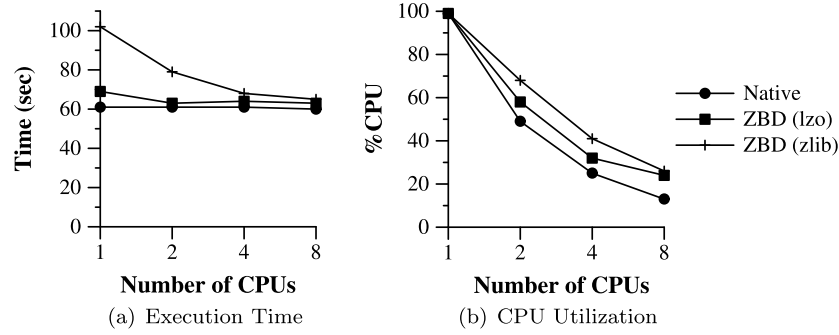 100
80
60
40
20
0
Time (sec)
1 2 4 8
Number of CPUs
(a) Execution Time
100
80
60
40
20
0
%CPU
1 2 4 8
Number of CPUs
(b) CPU Utilization
Native
ZBD (lzo)
ZBD (zlib)